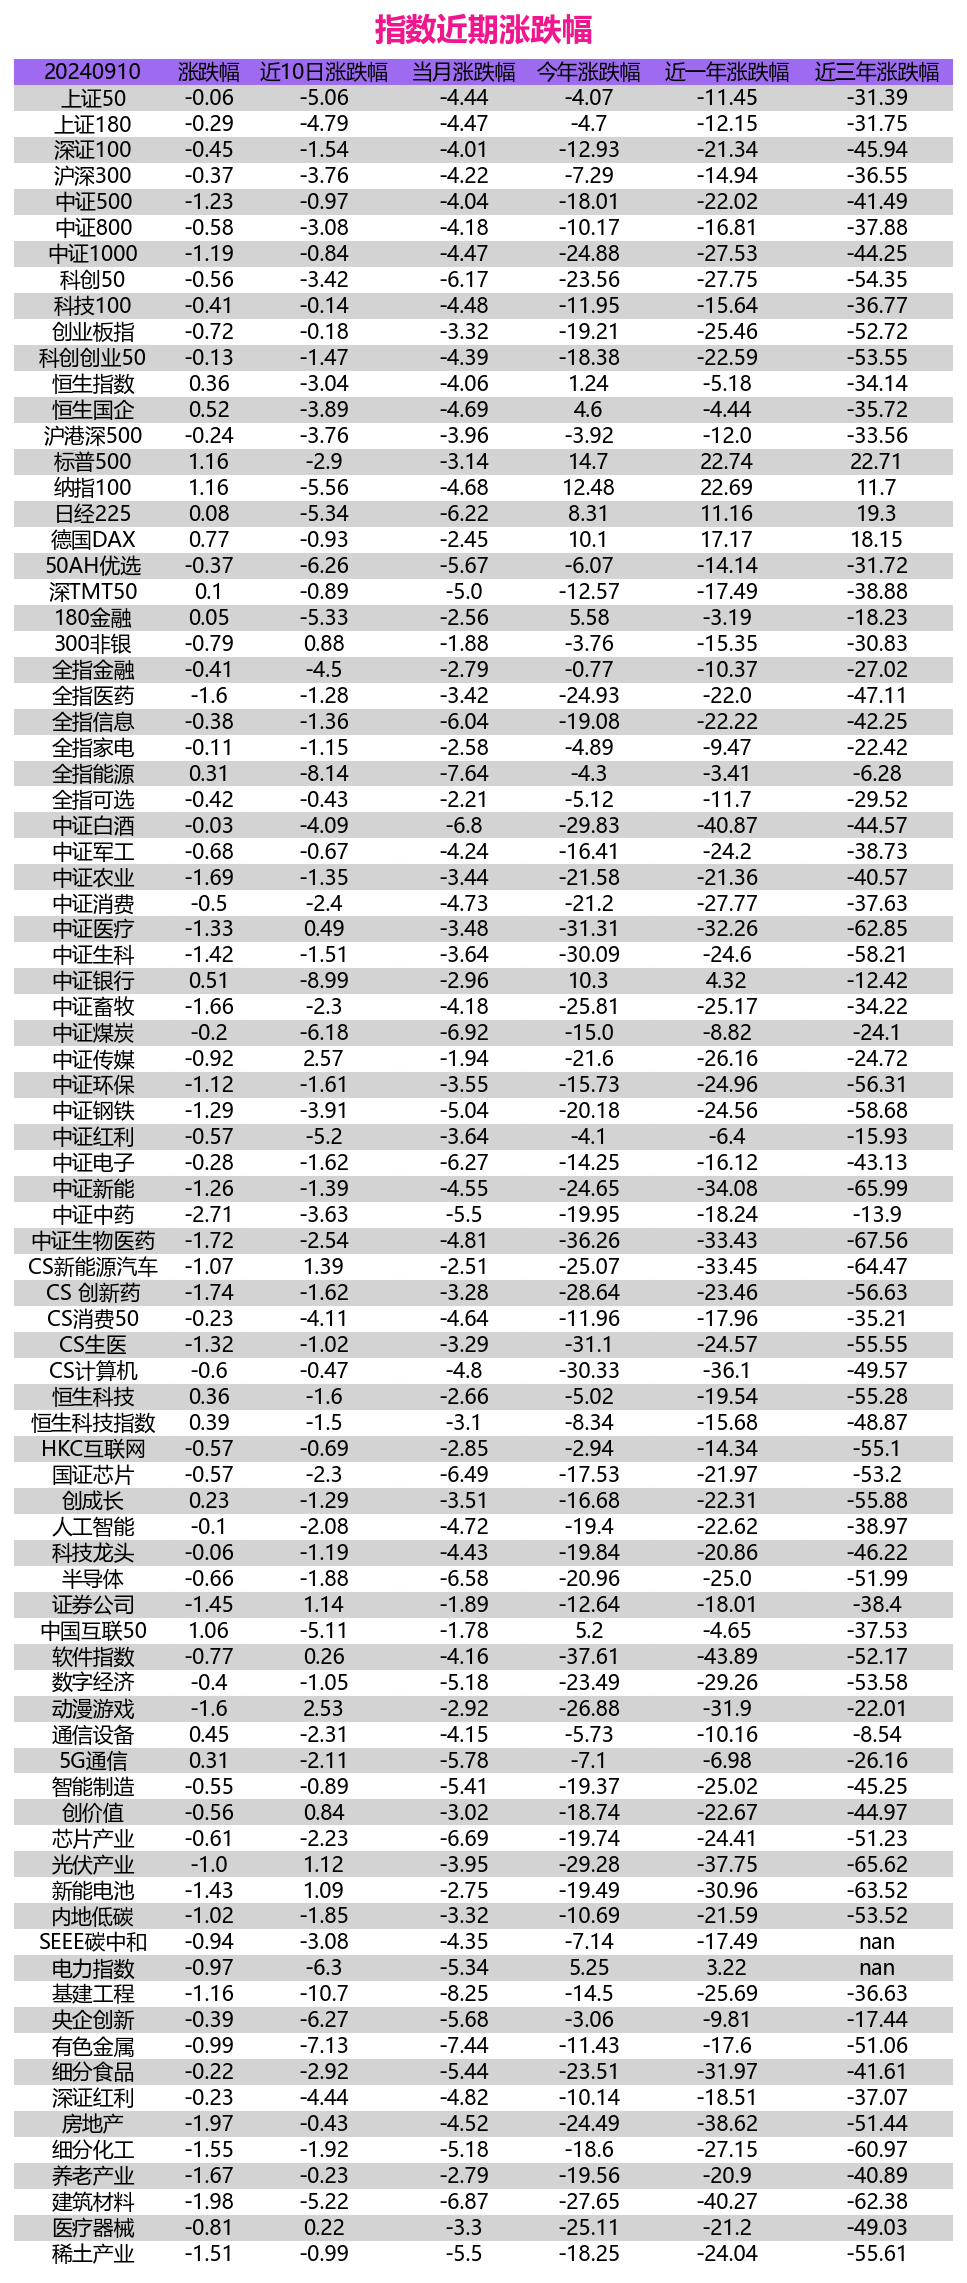 指数近期涨跌幅
20240910 涨跌幅 近10日涨跌幅 当月涨跌幅 今年涨跌幅 近一年涨跌幅 近三年涨跌幅
上证50 -0.06 -5.06 -4.44 -4.07 -11.45 -31.39
上证180 -0.29 -4.79 -4.47 -4.7 -12.15 -31.75
深证100 -0.45 -1.54 -4.01 -12.93 -21.34 -45.94
沪深300 -0.37 -3.76 -4.22 -7.29 -14.94 -36.55
中证500 -1.23 -0.97 -4.04 -18.01 -22.02 -41.49
中证800 -0.58 -3.08 -4.18 -10.17 -16.81 -37.88
中证1000 -1.19 -0.84 -4.47 -24.88 -27.53 -44.25
科创50 -0.56 -3.42 -6.17 -23.56 -27.75 -54.35
科技100 -0.41 -0.14 -4.48 -11.95 -15.64 -36.77
创业板指 -0.72 -0.18 -3.32 -19.21 -25.46 -52.72
科创创业50 -0.13 -1.47 -4.39 -18.38 -22.59 -53.55
恒生指数 0.36 -3.04 -4.06 1.24 -5.18 -34.14
恒生国企 0.52 -3.89 -4.69 4.6 -4.44 -35.72
沪港深500 -0.24 -3.76 -3.96 -3.92 -12.0 -33.56
标普500 1.16 -2.9 -3.14 14.7 22.74 22.71
纳指100 1.16 -5.56 -4.68 12.48 22.69 11.7
日经225 0.08 -5.34 -6.22 8.31 11.16 19.3
德国DAX 0.77 -0.93 -2.45 10.1 17.17 18.15
50AH优选 -0.37 -6.26 -5.67 -6.07 -14.14 -31.72
深TMT50 0.1 -0.89 -5.0 -12.57 -17.49 -38.88
180金融 0.05 -5.33 -2.56 5.58 -3.19 -18.23
300非银 -0.79 0.88 -1.88 -3.76 -15.35 -30.83
全指金融 -0.41 -4.5 -2.79 -0.77 -10.37 -27.02
全指医药 -1.6 -1.28 -3.42 -24.93 -22.0 -47.11
全指信息 -0.38 -1.36 -6.04 -19.08 -22.22 -42.25
全指家电 -0.11 -1.15 -2.58 -4.89 -9.47 -22.42
全指能源 0.31 -8.14 -7.64 -4.3 -3.41 -6.28
全指可选 -0.42 -0.43 -2.21 -5.12 -11.7 -29.52
中证白酒 -0.03 -4.09 -6.8 -29.83 -40.87 -44.57
中证军工 -0.68 -0.67 -4.24 -16.41 -24.2 -38.73
中证农业 -1.69 -1.35 -3.44 -21.58 -21.36 -40.57
中证消费 -0.5 -2.4 -4.73 -21.2 -27.77 -37.63
中证医疗 -1.33 0.49 -3.48 -31.31 -32.26 -62.85
中证生科 -1.42 -1.51 -3.64 -30.09 -24.6 -58.21
中证银行 0.51 -8.99 -2.96 10.3 4.32 -12.42
中证畜牧 -1.66 -2.3 -4.18 -25.81 -25.17 -34.22
中证煤炭 -0.2 -6.18 -6.92 -15.0 -8.82 -24.1
中证传媒 -0.92 2.57 -1.94 -21.6 -26.16 -24.72
中证环保 -1.12 -1.61 -3.55 -15.73 -24.96 -56.31
中证钢铁 -1.29 -3.91 -5.04 -20.18 -24.56 -58.68
中证红利 -0.57 -5.2 -3.64 -4.1 -6.4 -15.93
中证电子 -0.28 -1.62 -6.27 -14.25 -16.12 -43.13
中证新能 -1.26 -1.39 -4.55 -24.65 -34.08 -65.99
中证中药 -2.71 -3.63 -5.5 -19.95 -18.24 -13.9
中证生物医药 -1.72 -2.54 -4.81 -36.26 -33.43 -67.56
CS新能源汽车 -1.07 1.39 -2.51 -25.07 -33.45 -64.47
CS 创新药 -1.74 -1.62 -3.28 -28.64 -23.46 -56.63
CS消费50 -0.23 -4.11 -4.64 -11.96 -17.96 -35.21
CS生医 -1.32 -1.02 -3.29 -31.1 -24.57 -55.55
CS计算机 -0.6 -0.47 -4.8 -30.33 -36.1 -49.57
恒生科技 0.36 -1.6 -2.66 -5.02 -19.54 -55.28
恒生科技指数 0.39 -1.5 -3.1 -8.34 -15.68 -48.87
HKC互联网 -0.57 -0.69 -2.85 -2.94 -14.34 -55.1
国证芯片 -0.57 -2.3 -6.49 -17.53 -21.97 -53.2
创成长 0.23 -1.29 -3.51 -16.68 -22.31 -55.88
人工智能 -0.1 -2.08 -4.72 -19.4 -22.62 -38.97
科技龙头 -0.06 -1.19 -4.43 -19.84 -20.86 -46.22
半导体 -0.66 -1.88 -6.58 -20.96 -25.0 -51.99
证券公司 -1.45 1.14 -1.89 -12.64 -18.01 -38.4
中国互联50 1.06 -5.11 -1.78 5.2 -4.65 -37.53
软件指数 -0.77 0.26 -4.16 -37.61 -43.89 -52.17
数字经济 -0.4 -1.05 -5.18 -23.49 -29.26 -53.58
动漫游戏 -1.6 2.53 -2.92 -26.88 -31.9 -22.01
通信设备 0.45 -2.31 -4.15 -5.73 -10.16 -8.54
5G通信 0.31 -2.11 -5.78 -7.1 -6.98 -26.16
智能制造 -0.55 -0.89 -5.41 -19.37 -25.02 -45.25
创价值 -0.56 0.84 -3.02 -18.74 -22.67 -44.97
芯片产业 -0.61 -2.23 -6.69 -19.74 -24.41 -51.23
光伏产业 -1.0 1.12 -3.95 -29.28 -37.75 -65.62
新能电池 -1.43 1.09 -2.75 -19.49 -30.96 -63.52
内地低碳 -1.02 -1.85 -3.32 -10.69 -21.59 -53.52
SEEE碳中和 -0.94 -3.08 -4.35 -7.14 -17.49 nan
电力指数 -0.97 -6.3 -5.34 5.25 3.22 nan
基建工程 -1.16 -10.7 -8.25 -14.5 -25.69 -36.63
央企创新 -0.39 -6.27 -5.68 -3.06 -9.81 -17.44
有色金属 -0.99 -7.13 -7.44 -11.43 -17.6 -51.06
细分食品 -0.22 -2.92 -5.44 -23.51 -31.97 -41.61
深证红利 -0.23 -4.44 -4.82 -10.14 -18.51 -37.07
房地产 -1.97 -0.43 -4.52 -24.49 -38.62 -51.44
细分化工 -1.55 -1.92 -5.18 -18.6 -27.15 -60.97
养老产业 -1.67 -0.23 -2.79 -19.56 -20.9 -40.89
建筑材料 -1.98 -5.22 -6.87 -27.65 -40.27 -62.38
医疗器械 -0.81 0.22 -3.3 -25.11 -21.2 -49.03
稀土产业 -1.51 -0.99 -5.5 -18.25 -24.04 -55.61